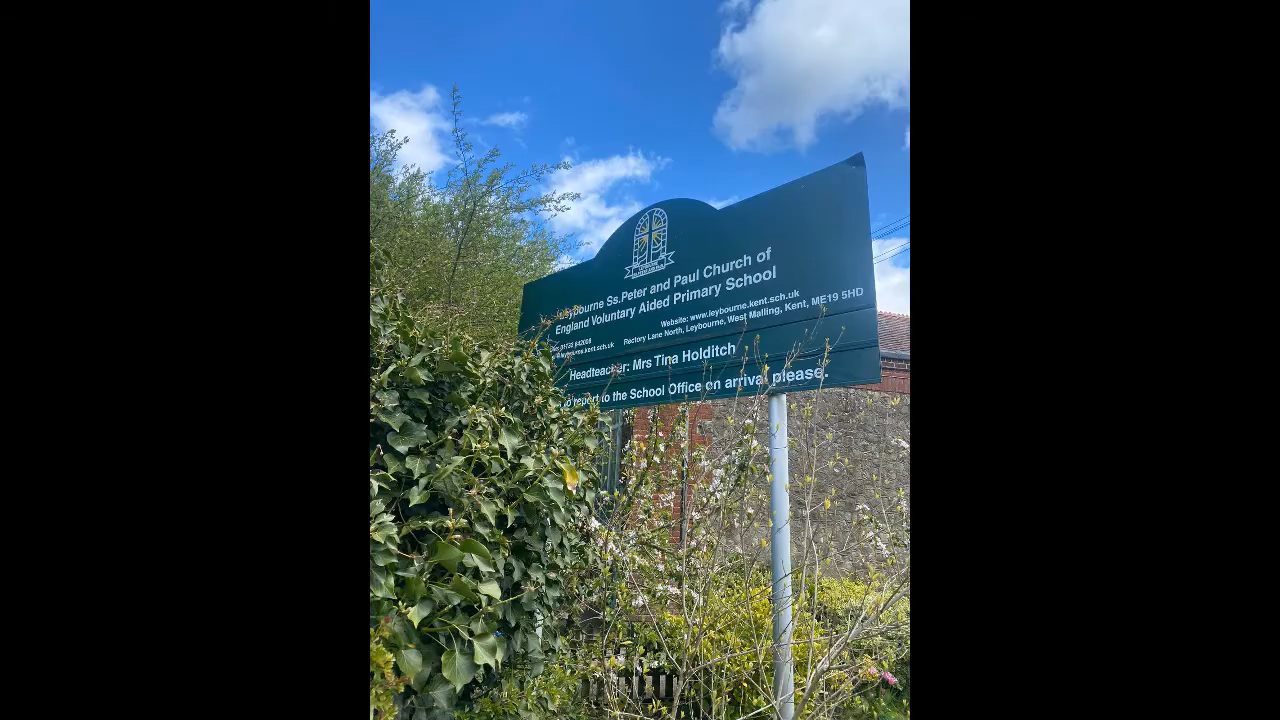 Leybourne Ss.Peter and Paul Church of
England Voluntary Aided Primary School
Website: www.leybourne.kent.sch.uk
Rectory Lane North, Leybourne, West Malling, Kent, ME19 5HD
Headteacher: Mrs Tina Holditch
to report to the School Office on arrival please.